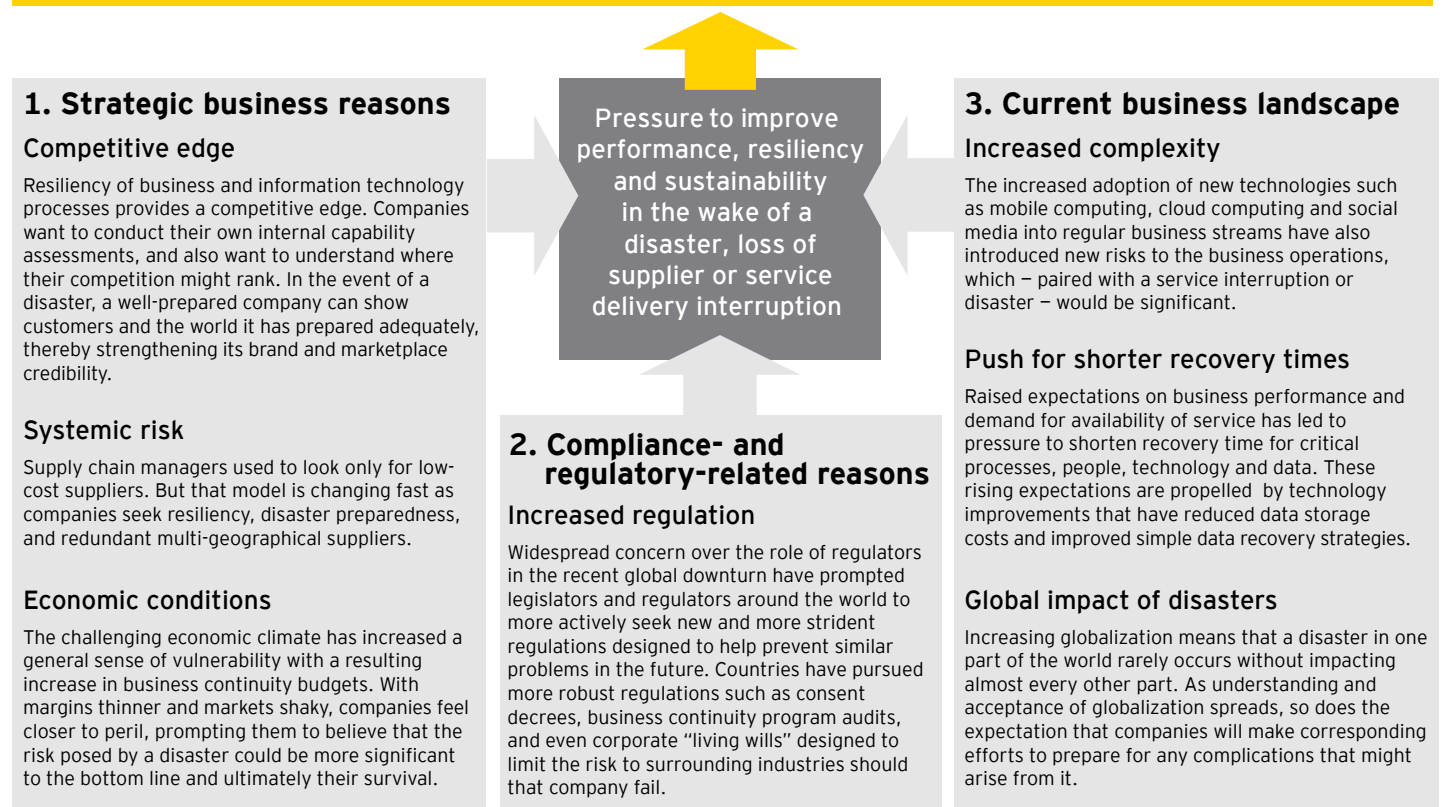 1. Strategic business reasons
Competitive edge
Resiliency of business and information technology
processes provides a competitive edge. Companies
want to conduct their own internal capability
assessments, and also want to understand where
their competition might rank. In the event of a
disaster, a well-prepared company can show
customers and the world it has prepared adequately,
thereby strengthening its brand and marketplace
credibility.
Systemic risk
Supply chain managers used to look only for low-
cost suppliers. But that model is changing fast as
companies seek resiliency, disaster preparedness,
and redundant multi-geographical suppliers.
Economic conditions
The challenging economic climate has increased a
general sense of vulnerability with a resulting
increase in business continuity budgets. With
margins thinner and markets shaky, companies feel
closer to peril, prompting them to believe that the
risk posed by a disaster could be more significant
to the bottom line and ultimately their survival.
Pressure to improve
performance, resiliency
and sustainability
in the wake of a
disaster, loss of
supplier or service
delivery interruption
2. Compliance- and
regulatory-related reasons
Increased regulation
Widespread concern over the role of regulators
in the recent global downturn have prompted
legislators and regulators around the world to
more actively seek new and more strident
regulations designed to help prevent similar
problems in the future. Countries have pursued
more robust regulations such as consent
decrees, business continuity program audits,
and even corporate “living wills” designed to
limit the risk to surrounding industries should
that company fail.
3. Current business landscape
Increased complexity
The increased adoption of new technologies such
as mobile computing, cloud computing and social
media into regular business streams have also
introduced new risks to the business operations,
which – paired with a service interruption or
disaster – would be significant.
Push for shorter recovery times
Raised expectations on business performance and
demand for availability of service has led to
pressure to shorten recovery time for critical
processes, people, technology and data. These
rising expectations are propelled by technology
improvements that have reduced data storage
costs and improved simple data recovery strategies.
Global impact of disasters
Increasing globalization means that a disaster in one
part of the world rarely occurs without impacting
almost every other part. As understanding and
acceptance of globalization spreads, so does the
expectation that companies will make corresponding
efforts to prepare for any complications that might
arise from it.